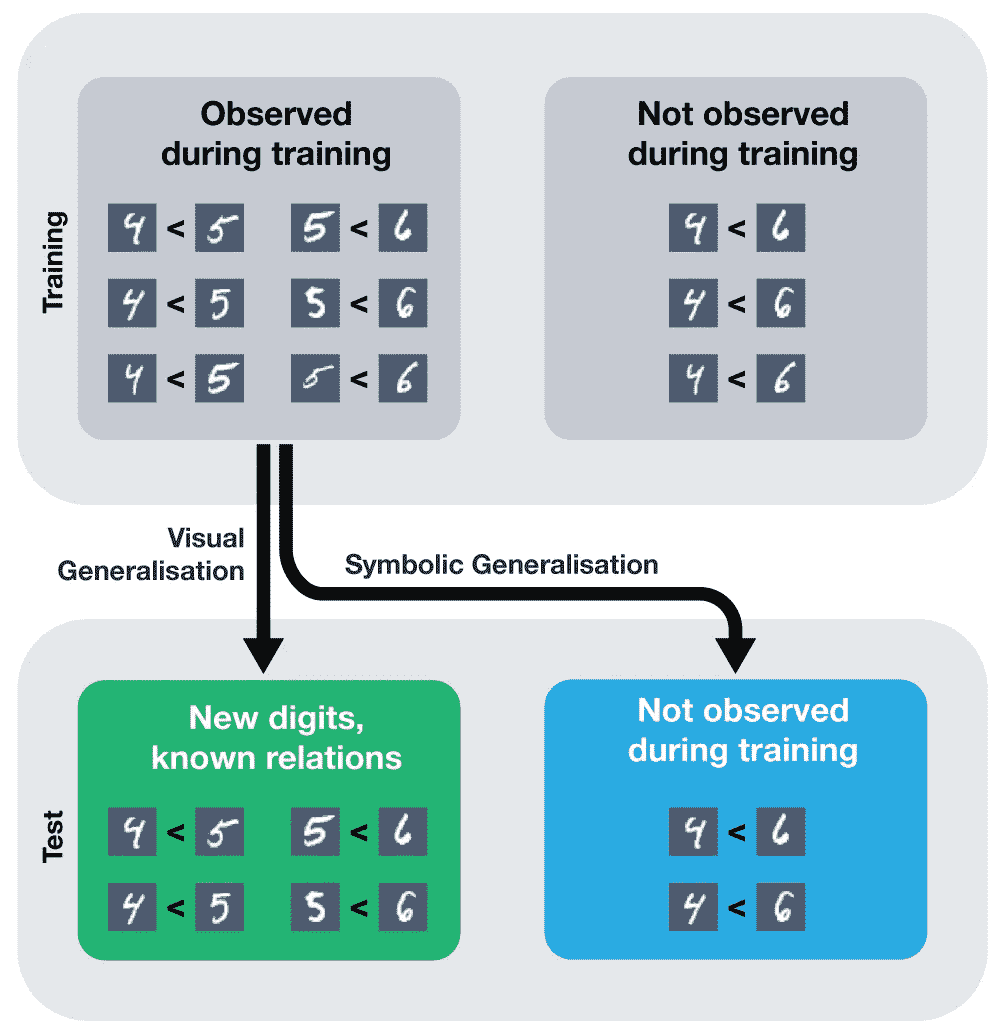 Observed
during training
Not observed
during training
Training
4 < 5 5 < 6
4 < 6
4 < 5 5 < 6
4 < 6
4 < 5 5 < 6
4 < 6
Visual
Generalisation
Symbolic Generalisation
New digits,
known relations
Not observed
during training
Test
4 < 5 5 < 6
4 < 6
4 < 5 5 < 6
4 < 6